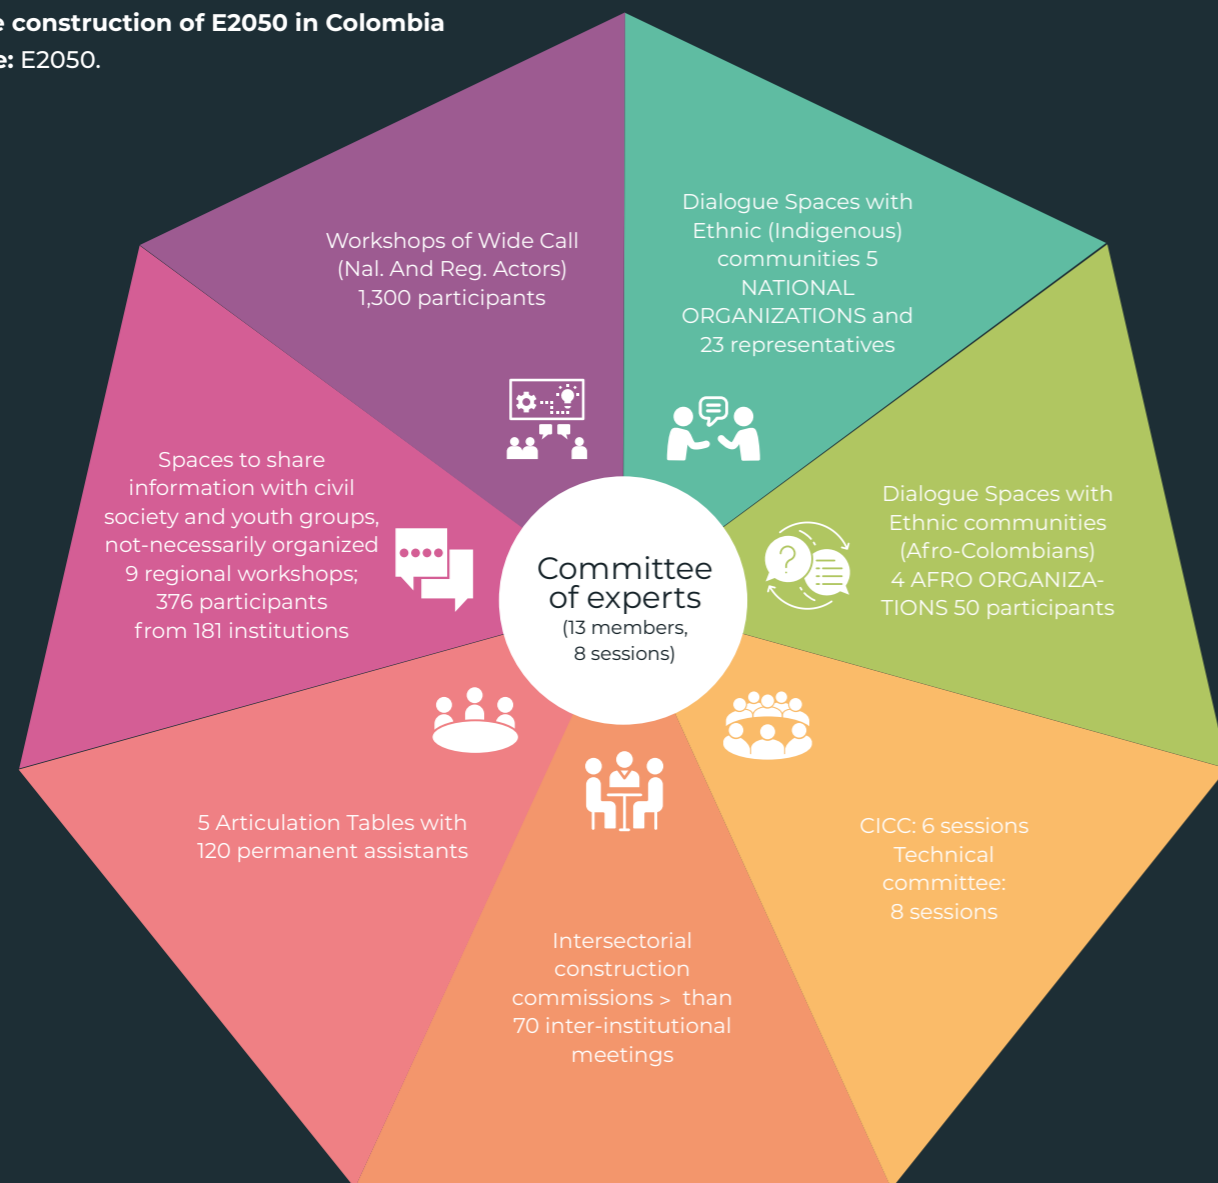 construction of E2050 in Colombia
E2050.
Workshops of Wide Call
(Nal. And Reg. Actors)
1,300 participants
Dialogue Spaces with
Ethnic (Indigenous)
communities 5
NATIONAL
ORGANIZATIONS and
23 representatives
Spaces to share
information with civil
society and youth groups,
not-necessarily organized
9 regional workshops;
376 participants
from 181 institutions
Dialogue Spaces with
Ethnic communities
(Afro-Colombians)
4 AFRO ORGANIZA-
TIONS 50 participants
Committee
of experts
(13 members,
8 sessions)
5 Articulation Tables with
120 permanent assistants
CICC: 6 sessions
Technical
committee:
8 sessions
Intersectorial
construction
commissions > than
70 inter-institutional
meetings